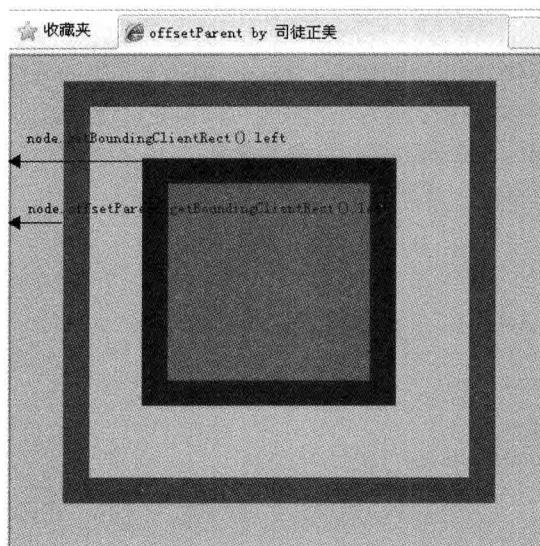 收藏夹
offsetParent by 司徒正美
node.getBoundingClientRect().left
node.offsetParent.getBoundingClientRect().left